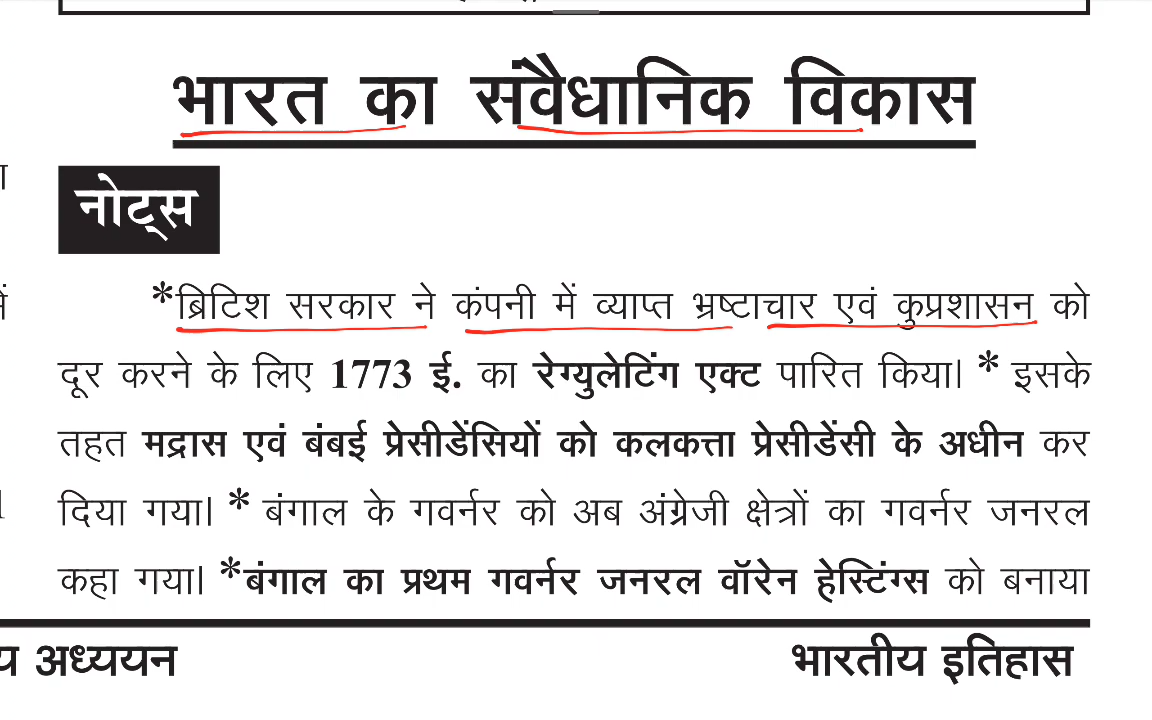 भारत का संवैधानिक विकास
नोट्स
*ब्रिटिश सरकार ने कंपनी में व्याप्त भ्रष्टाचार एवं कुप्रशासन को
दूर करने के लिए 1773 ई. का रेग्युलेटिंग एक्ट पारित किया। * इसके
तहत मद्रास एवं बंबई प्रेसीडेंसियों को कलकत्ता प्रेसीडेंसी के अधीन कर
दिया गया। * बंगाल के गवर्नर को अब अंग्रेजी क्षेत्रों का गवर्नर जनरल
कहा गया। *बंगाल का प्रथम गवर्नर जनरल वॉरेन हेस्टिंग्स को बनाया
अध्ययन
भारतीय इतिहास